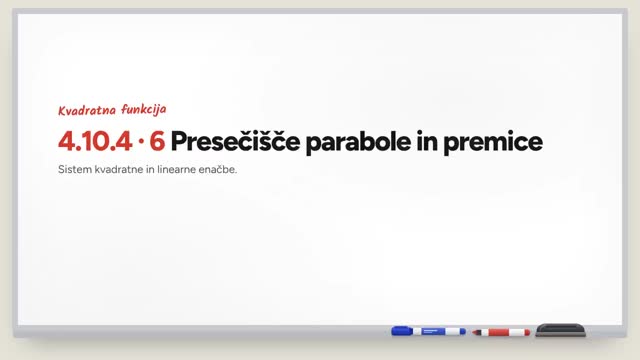 Kvadratna funkcija
4.10.4 · 6 Presečišče parabole in premice
Sistem kvadratne in linearne enačbe.